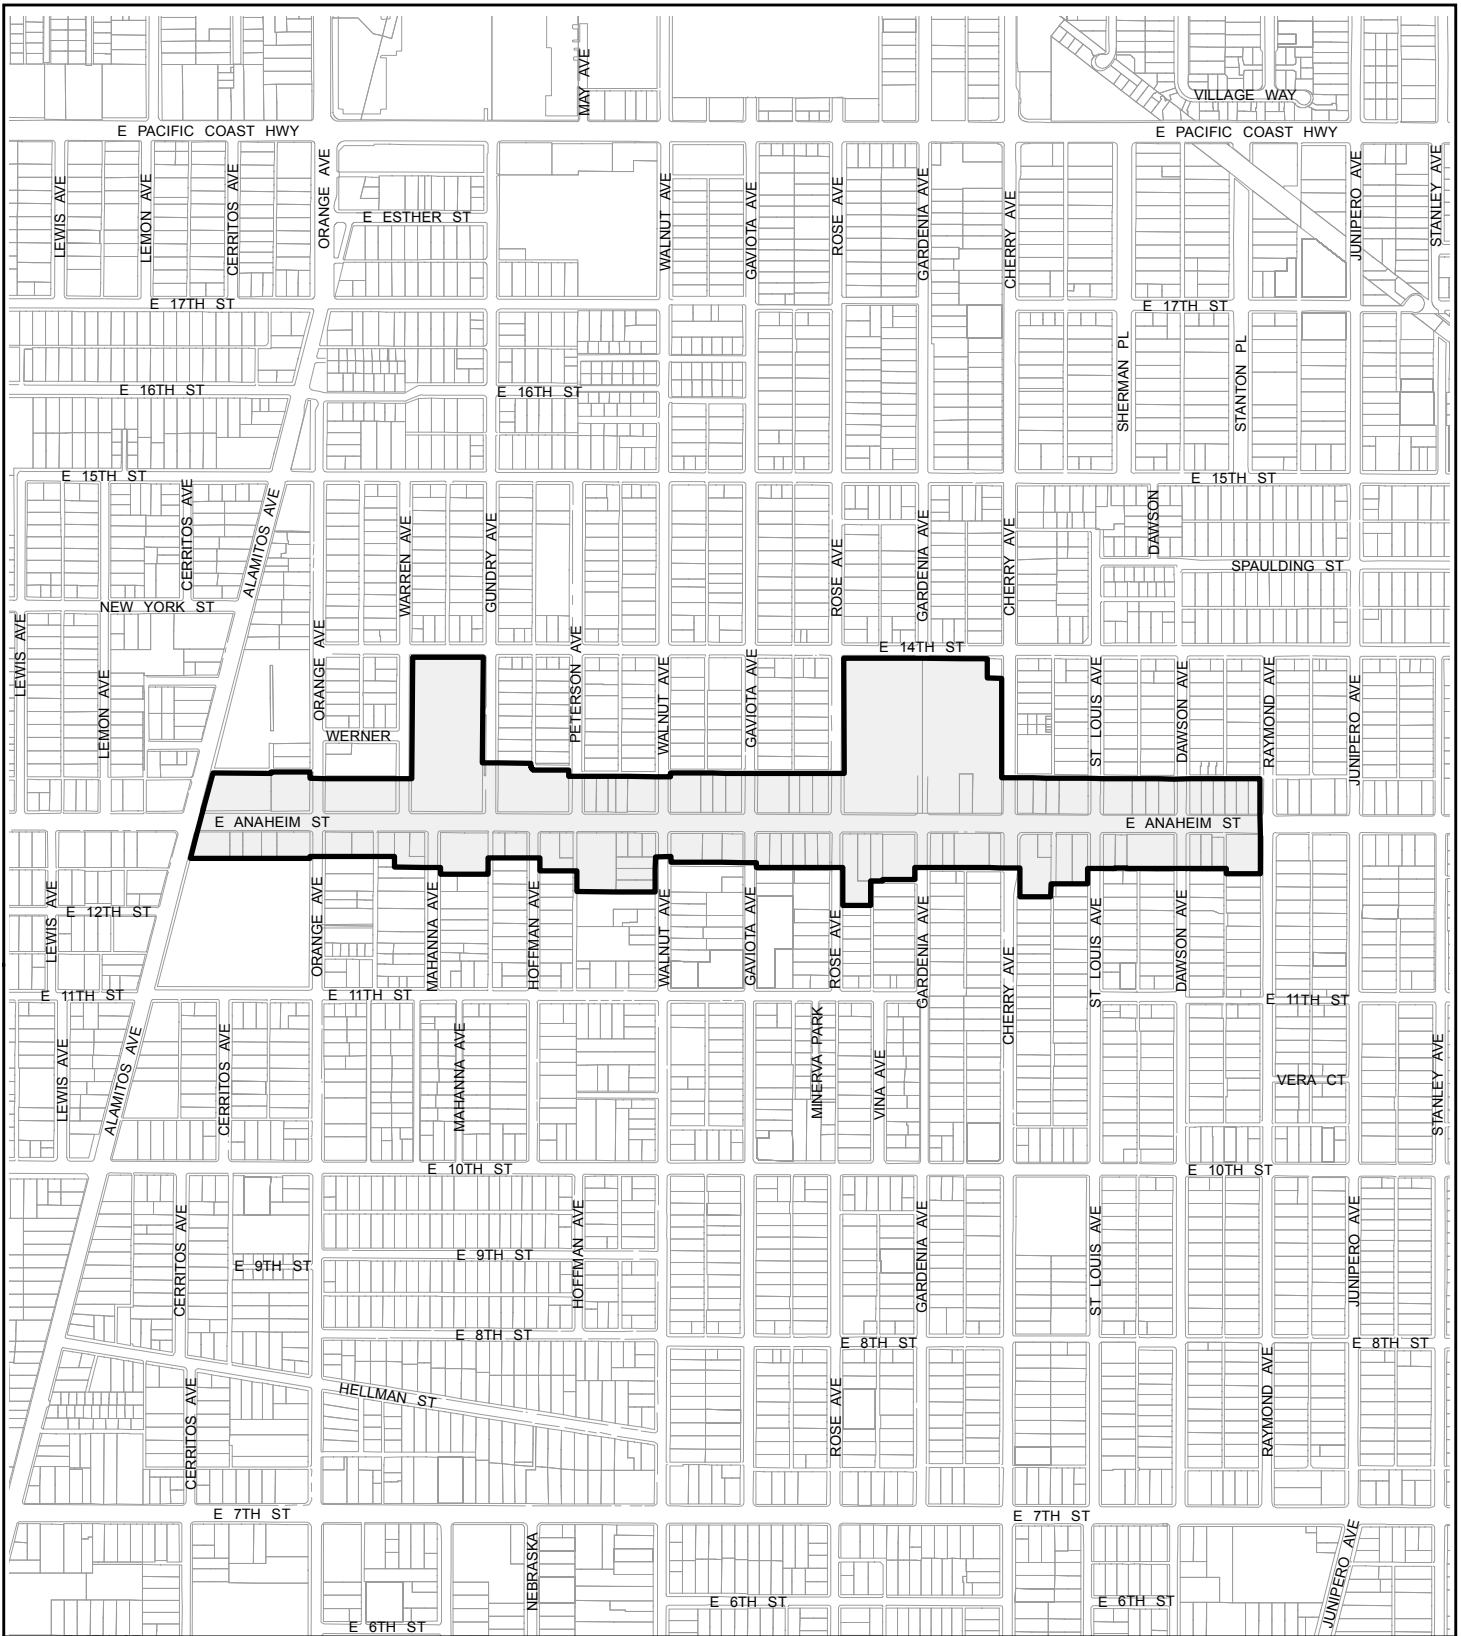 MAY AVE
VILLAGE WAY
E PACIFIC COAST HWY
E PACIFIC COAST HWY
LEWIS AVE
LEMON AVE
CERRITOS AVE
ORANGE AVE
E ESTHER ST
WALNUT AVE
GAVIOTA AVE
ROSE AVE
GARDENIA AVE
CHERRY AVE
JUNIPERO AVE
STANLEY AVE
E 17TH ST
E 17TH ST
SHERMAN PL
STANTON PL
E 16TH ST
E 16TH ST
E 15TH ST
E 15TH ST
CERRITOS AVE
ALAMITOS AVE
WARREN AVE
GUNDRY AVE
ROSE AVE
GARDENIA AVE
CHERRY AVE
DAWSON
SPAULDING ST
NEW YORK ST
LEWIS AVE
LEMON AVE
ORANGE AVE
PETERSON AVE
WALNUT AVE
GAVIOTA AVE
E 14TH ST
ST LOUIS AVE
DAWSON AVE
RAYMOND AVE
JUNIPERO AVE
WERNER
E ANAHEIM ST
E ANAHEIM ST
LEWIS AVE
E 12TH ST
ORANGE AVE
MAHANNA AVE
HOFFMAN AVE
WALNUT AVE
GAVIOTA AVE
ROSE AVE
GARDENIA AVE
CHERRY AVE
ST LOUIS AVE
DAWSON AVE
E 11TH ST
E 11TH ST
E 11TH ST
LEWIS AVE
ALAMITOS AVE
CERRITOS AVE
MAHANNA AVE
MINERVA PARK
VINA AVE
VERA CT
STANLEY AVE
E 10TH ST
E 10TH ST
CERRITOS AVE
E 9TH ST
E 9TH ST
HOFFMAN AVE
GARDENIA AVE
ST LOUIS AVE
JUNIPERO AVE
E 8TH ST
E 8TH ST
E 8TH ST
CERRITOS AVE
HELLMAN ST
ROSE AVE
RAYMOND AVE
E 7TH ST
E 7TH ST
NEBRASKA
JUNIPERO AVE
E 6TH ST
E 6TH ST
E 6TH ST